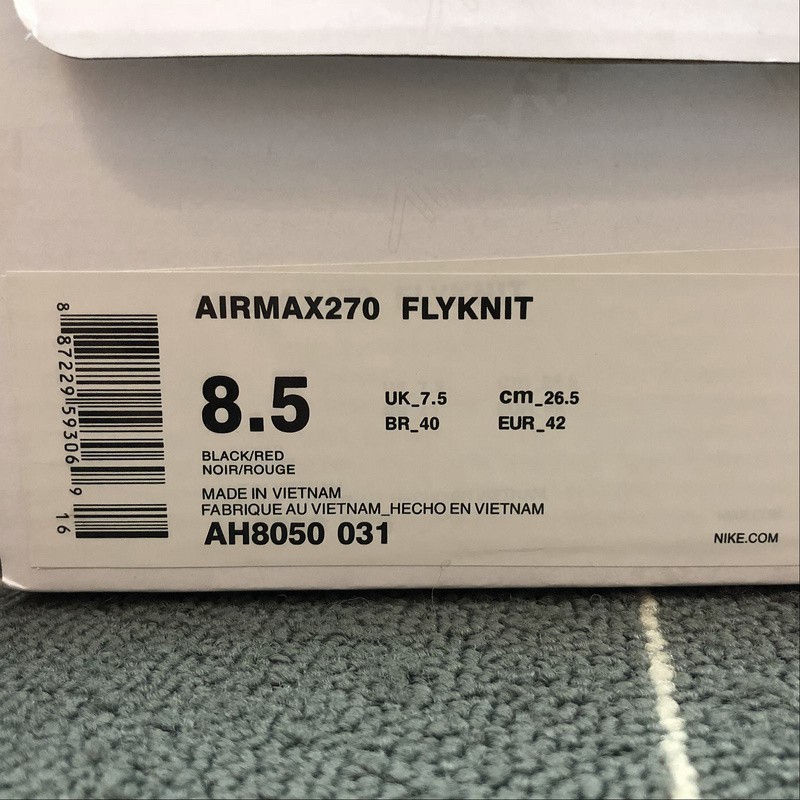 AIRMAX270 FLYKNIT
8.5
UK_7.5 cm_26.5
BR_40 EUR_42
BLACK/RED
NOIR/ROUGE
MADE IN VIETNAM
FABRIQUE AU VIETNAM_HECHO EN VIETNAM
AH8050 031
NIKE.COM
8 87229 59306 9 16